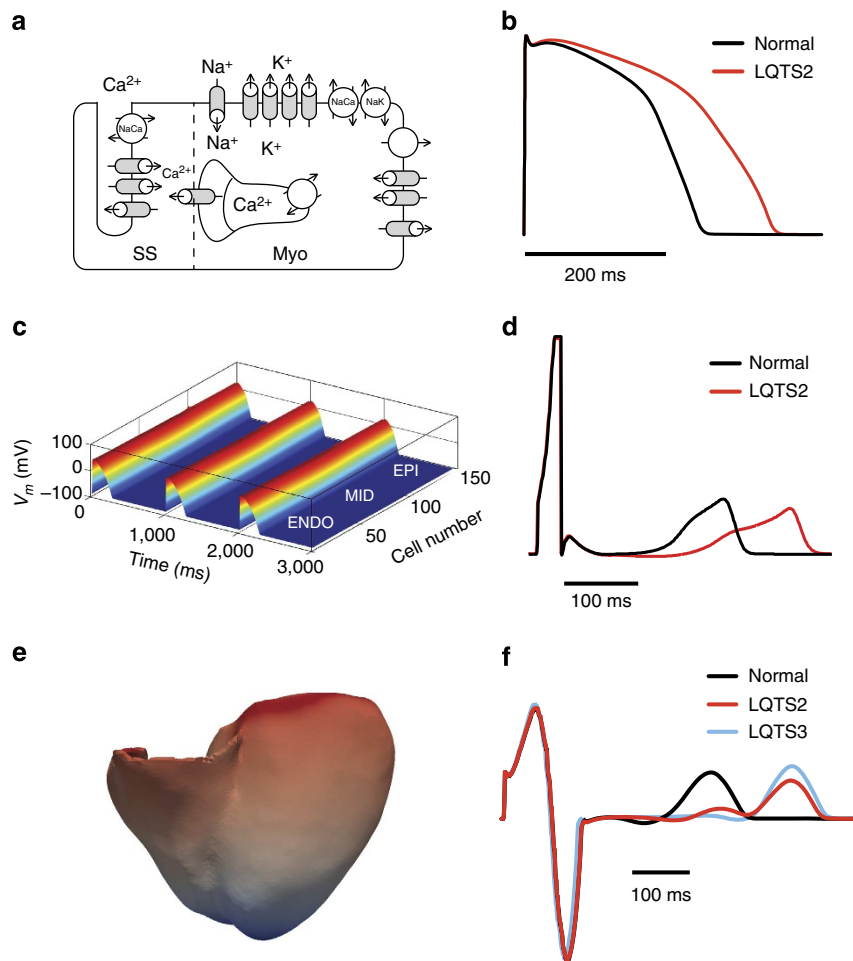 a
Ca²⁺
Na⁺
K⁺
NaCa
NaCa
NaK
Na⁺
K⁺
Ca²⁺
Ca²⁺
SS
Myo
b
Normal
LQTS2
200 ms
c
Vm (mV)
100
0
−100
0
1,000
2,000
3,000
Time (ms)
ENDO
MID
EPI
50
100
150
Cell number
d
Normal
LQTS2
100 ms
e
f
Normal
LQTS2
LQTS3
100 ms